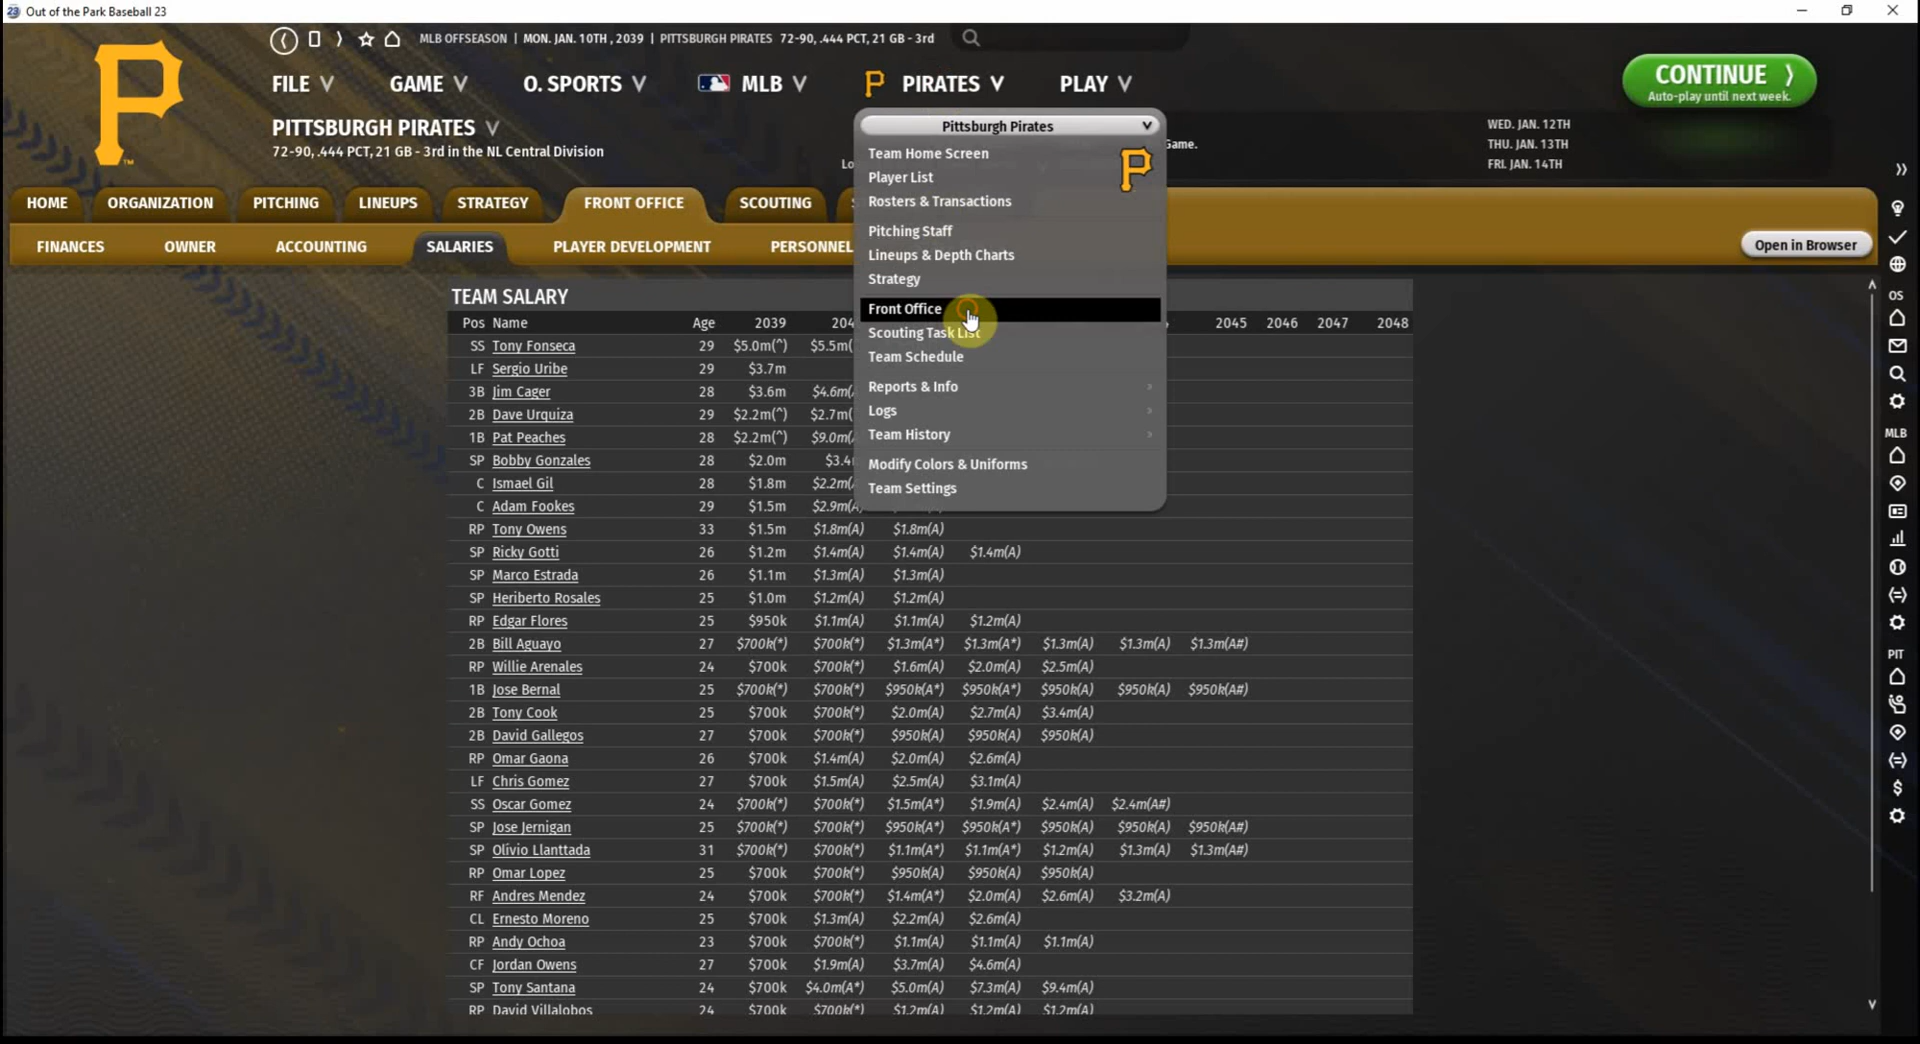 Out of the Park Baseball 23
MLB OFFSEASON | MON. JAN. 10TH , 2039 | PITTSBURGH PIRATES 72-90, .444 PCT, 21 GB - 3rd
FILE GAME O. SPORTS MLB PIRATES PLAY
CONTINUE
Auto-play until next week.
PITTSBURGH PIRATES
72-90, .444 PCT, 21 GB - 3rd in the NL Central Division
WED. JAN. 12TH
THU. JAN. 13TH
FRI. JAN. 14TH
HOME ORGANIZATION PITCHING LINEUPS STRATEGY FRONT OFFICE SCOUTING
FINANCES OWNER ACCOUNTING SALARIES PLAYER DEVELOPMENT PERSONNEL
Open in Browser
Pittsburgh Pirates
Team Home Screen
Player List
Rosters & Transactions
Pitching Staff
Lineups & Depth Charts
Strategy
Front Office
Scouting Task List
Team Schedule
Reports & Info
Logs
Team History
Modify Colors & Uniforms
Team Settings
Game.
TEAM SALARY
Pos Name Age 2039 204 2045 2046 2047 2048
SS Tony Fonseca 29 $5.0m(^) $5.5m(
LF Sergio Uribe 29 $3.7m
3B Jim Cager 28 $3.6m $4.6m(
2B Dave Urquiza 29 $2.2m(^) $2.7m(
1B Pat Peaches 28 $2.2m(^) $9.0m(
SP Bobby Gonzales 28 $2.0m $3.4
C Ismael Gil 28 $1.8m $2.2m(
C Adam Fookes 29 $1.5m $2.9m(A)
RP Tony Owens 33 $1.5m $1.8m(A) $1.8m(A)
SP Ricky Gotti 26 $1.2m $1.4m(A) $1.4m(A) $1.4m(A)
SP Marco Estrada 26 $1.1m $1.3m(A) $1.3m(A)
SP Heriberto Rosales 25 $1.0m $1.2m(A) $1.2m(A)
RP Edgar Flores 25 $950k $1.1m(A) $1.1m(A) $1.2m(A)
2B Bill Aguayo 27 $700k(*) $700k(*) $1.3m(A*) $1.3m(A*) $1.3m(A) $1.3m(A) $1.3m(A#)
RP Willie Arenales 24 $700k $700k(*) $1.6m(A) $2.0m(A) $2.5m(A)
1B Jose Bernal 25 $700k(*) $700k(*) $950k(A*) $950k(A*) $950k(A) $950k(A) $950k(A#)
2B Tony Cook 25 $700k $700k(*) $2.0m(A) $2.7m(A) $3.4m(A)
2B David Gallegos 27 $700k $700k(*) $950k(A) $950k(A) $950k(A)
RP Omar Gaona 26 $700k $1.4m(A) $2.0m(A) $2.6m(A)
LF Chris Gomez 27 $700k $1.5m(A) $2.5m(A) $3.1m(A)
SS Oscar Gomez 24 $700k(*) $700k(*) $1.5m(A*) $1.9m(A) $2.4m(A) $2.4m(A#)
SP Jose Jernigan 25 $700k(*) $700k(*) $950k(A*) $950k(A*) $950k(A) $950k(A) $950k(A#)
SP Olívio Llanttada 31 $700k(*) $700k(*) $1.1m(A*) $1.1m(A*) $1.2m(A) $1.3m(A) $1.3m(A#)
RP Omar Lopez 25 $700k $700k(*) $950k(A) $950k(A) $950k(A)
RF Andres Mendez 24 $700k $700k(*) $1.4m(A*) $2.0m(A) $2.6m(A) $3.2m(A)
CL Ernesto Moreno 25 $700k $1.3m(A) $2.2m(A) $2.6m(A)
RP Andy Ochoa 23 $700k $700k(*) $1.1m(A) $1.1m(A) $1.1m(A)
CF Jordan Owens 27 $700k $1.9m(A) $3.7m(A) $4.6m(A)
SP Tony Santana 24 $700k $4.0m(A*) $5.0m(A) $7.3m(A) $9.4m(A)
RP David Villalobos 24 $700k $700k(*) $1.2m(A) $1.2m(A) $1.2m(A)
OS
MLB
PIT